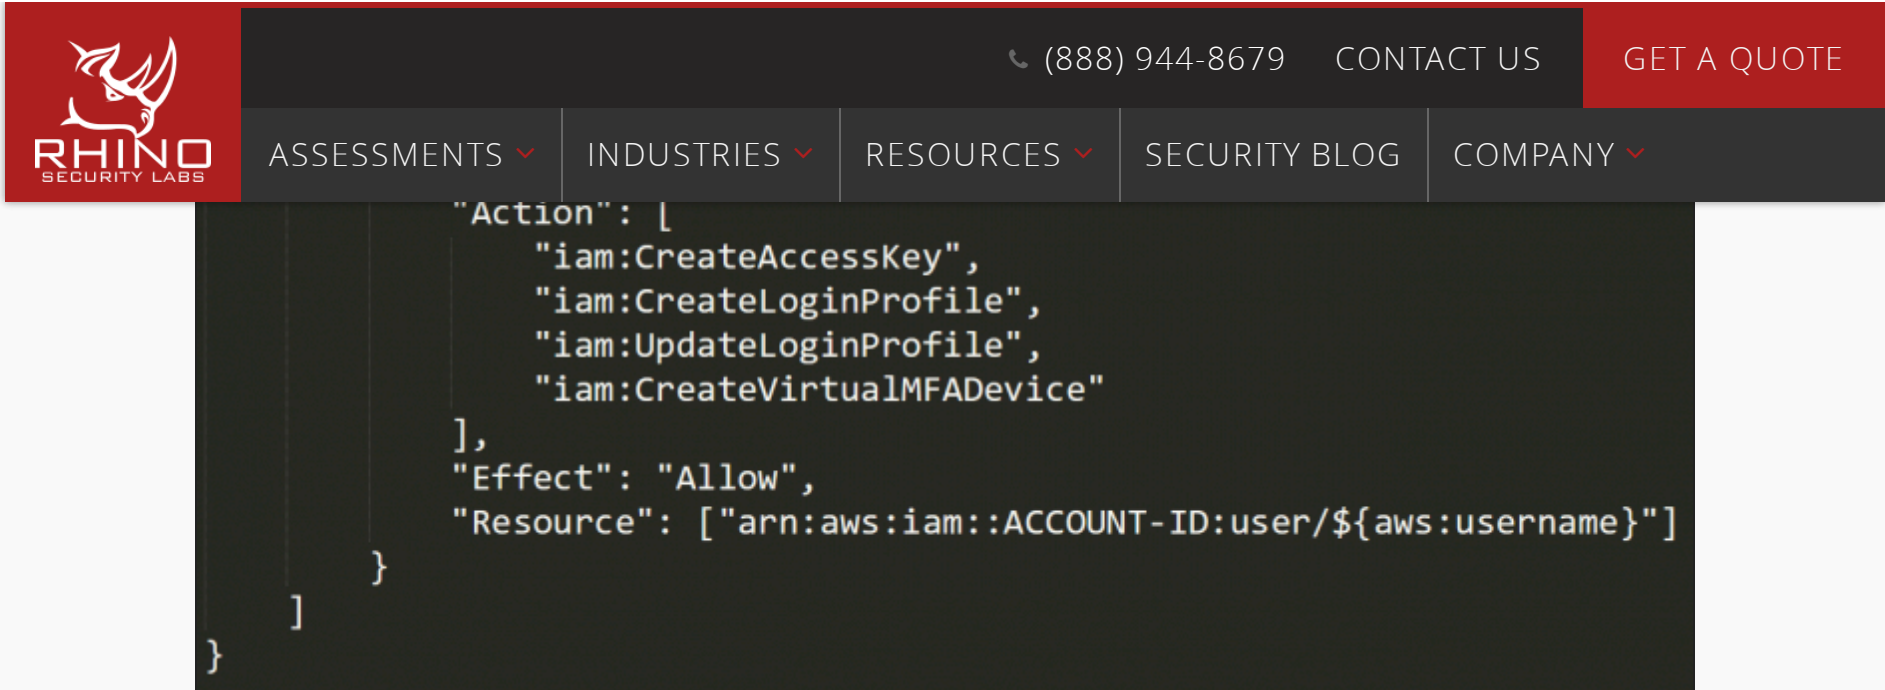 (888) 944-8679 CONTACT US GET A QUOTE
RHINO
SECURITY LABS
ASSESSMENTS INDUSTRIES RESOURCES SECURITY BLOG COMPANY
"Action": [
"iam:CreateAccessKey",
"iam:CreateLoginProfile",
"iam:UpdateLoginProfile",
"iam:CreateVirtualMFADevice"
],
"Effect": "Allow",
"Resource": ["arn:aws:iam::ACCOUNT-ID:user/${aws:username}"]
}
]
}